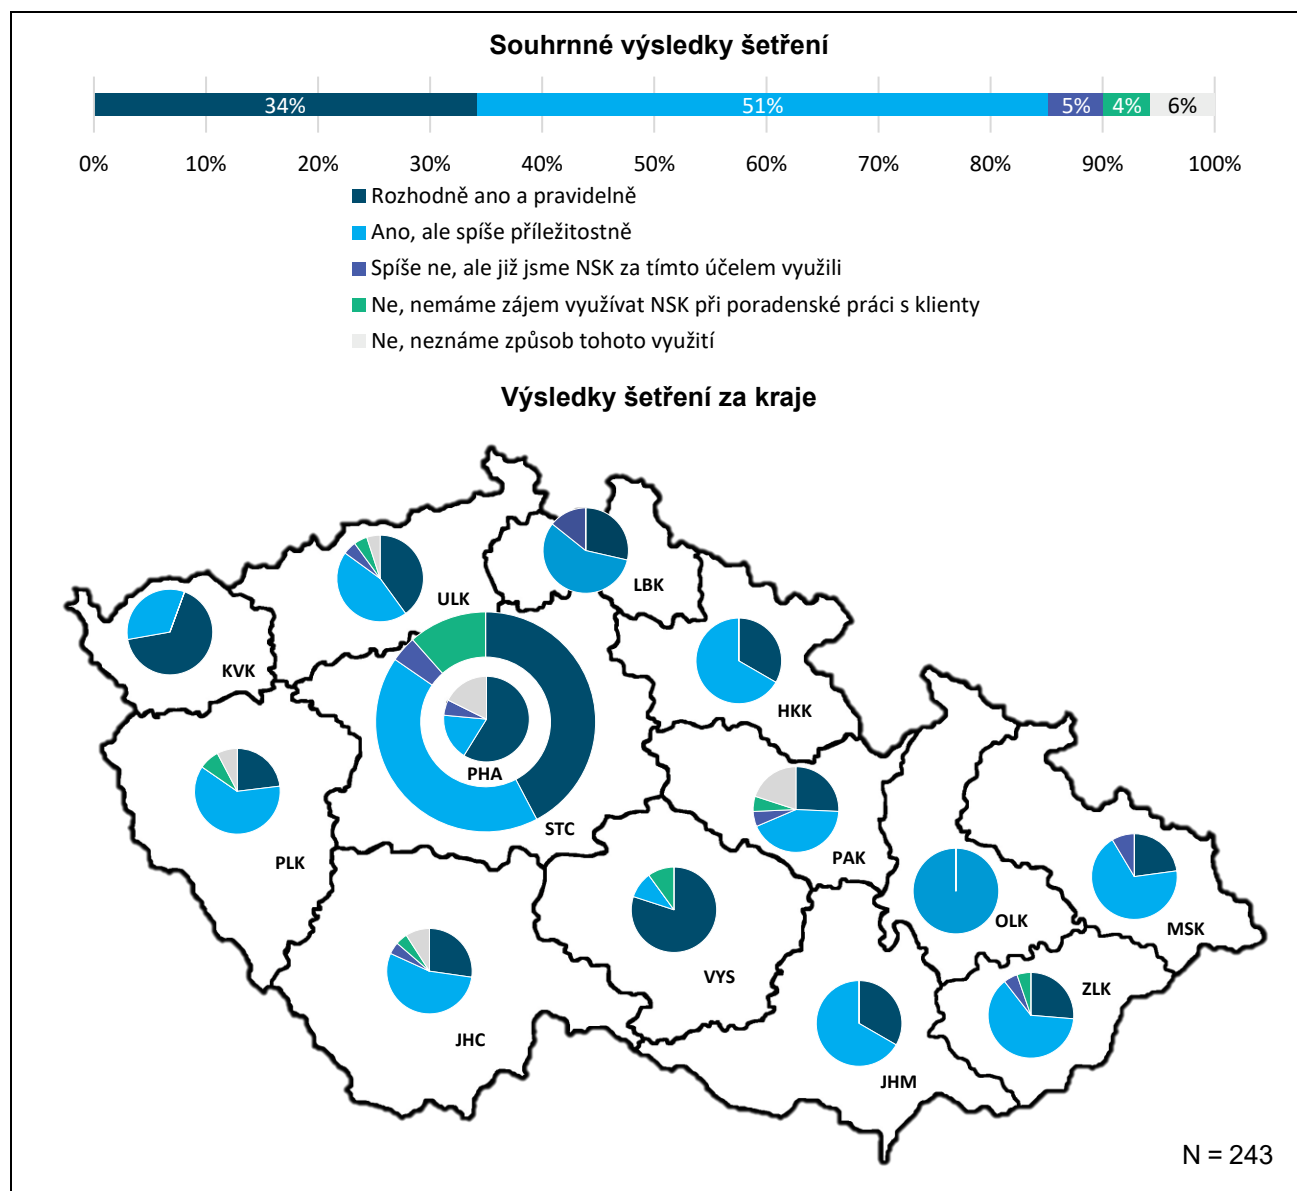 Souhrnné výsledky šetření
34% 51% 5% 4% 6%
0% 10% 20% 30% 40% 50% 60% 70% 80% 90% 100%
Rozhodně ano a pravidelně
Ano, ale spíše příležitostně
Spíše ne, ale již jsme NSK za tímto účelem využili
Ne, nemáme zájem využívat NSK při poradenské práci s klienty
Ne, neznáme způsob tohoto využití
Výsledky šetření za kraje
LBK
ULK
KVK
HKK
PHA
STC
PLK
PAK
OLK
MSK
VYS
ZLK
JHC
JHM
N = 243